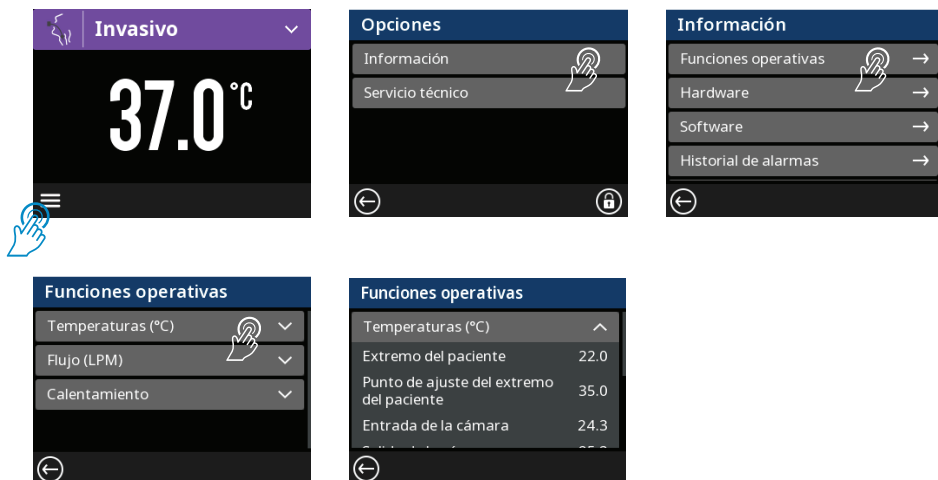 Invasivo
37.0°C
Opciones
Información
Servicio técnico
Información
Funciones operativas
Hardware
Software
Historial de alarmas
Funciones operativas
Temperaturas (°C)
Flujo (LPM)
Calentamiento
Funciones operativas
Temperaturas (°C)
Extremo del paciente 22.0
Punto de ajuste del extremo
del paciente 35.0
Entrada de la cámara 24.3